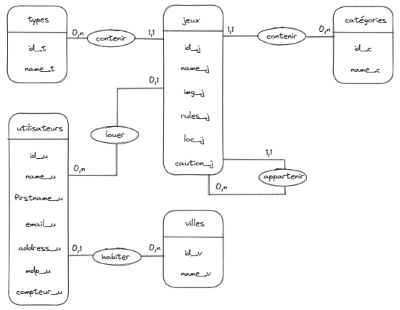 types
id_t
name_t
0,n
contenir
1,1
jeux
id_j
name_j
img_j
rules_j
loc_j
caution_j
1,1
contenir
0,n
catégories
id_c
name_c
0,1
louer
0,n
1,1
appartenir
0,n
utilisateurs
id_u
name_u
firstname_u
email_u
address_u
mdp_u
compteur_u
0,1
habiter
0,n
villes
id_v
name_v